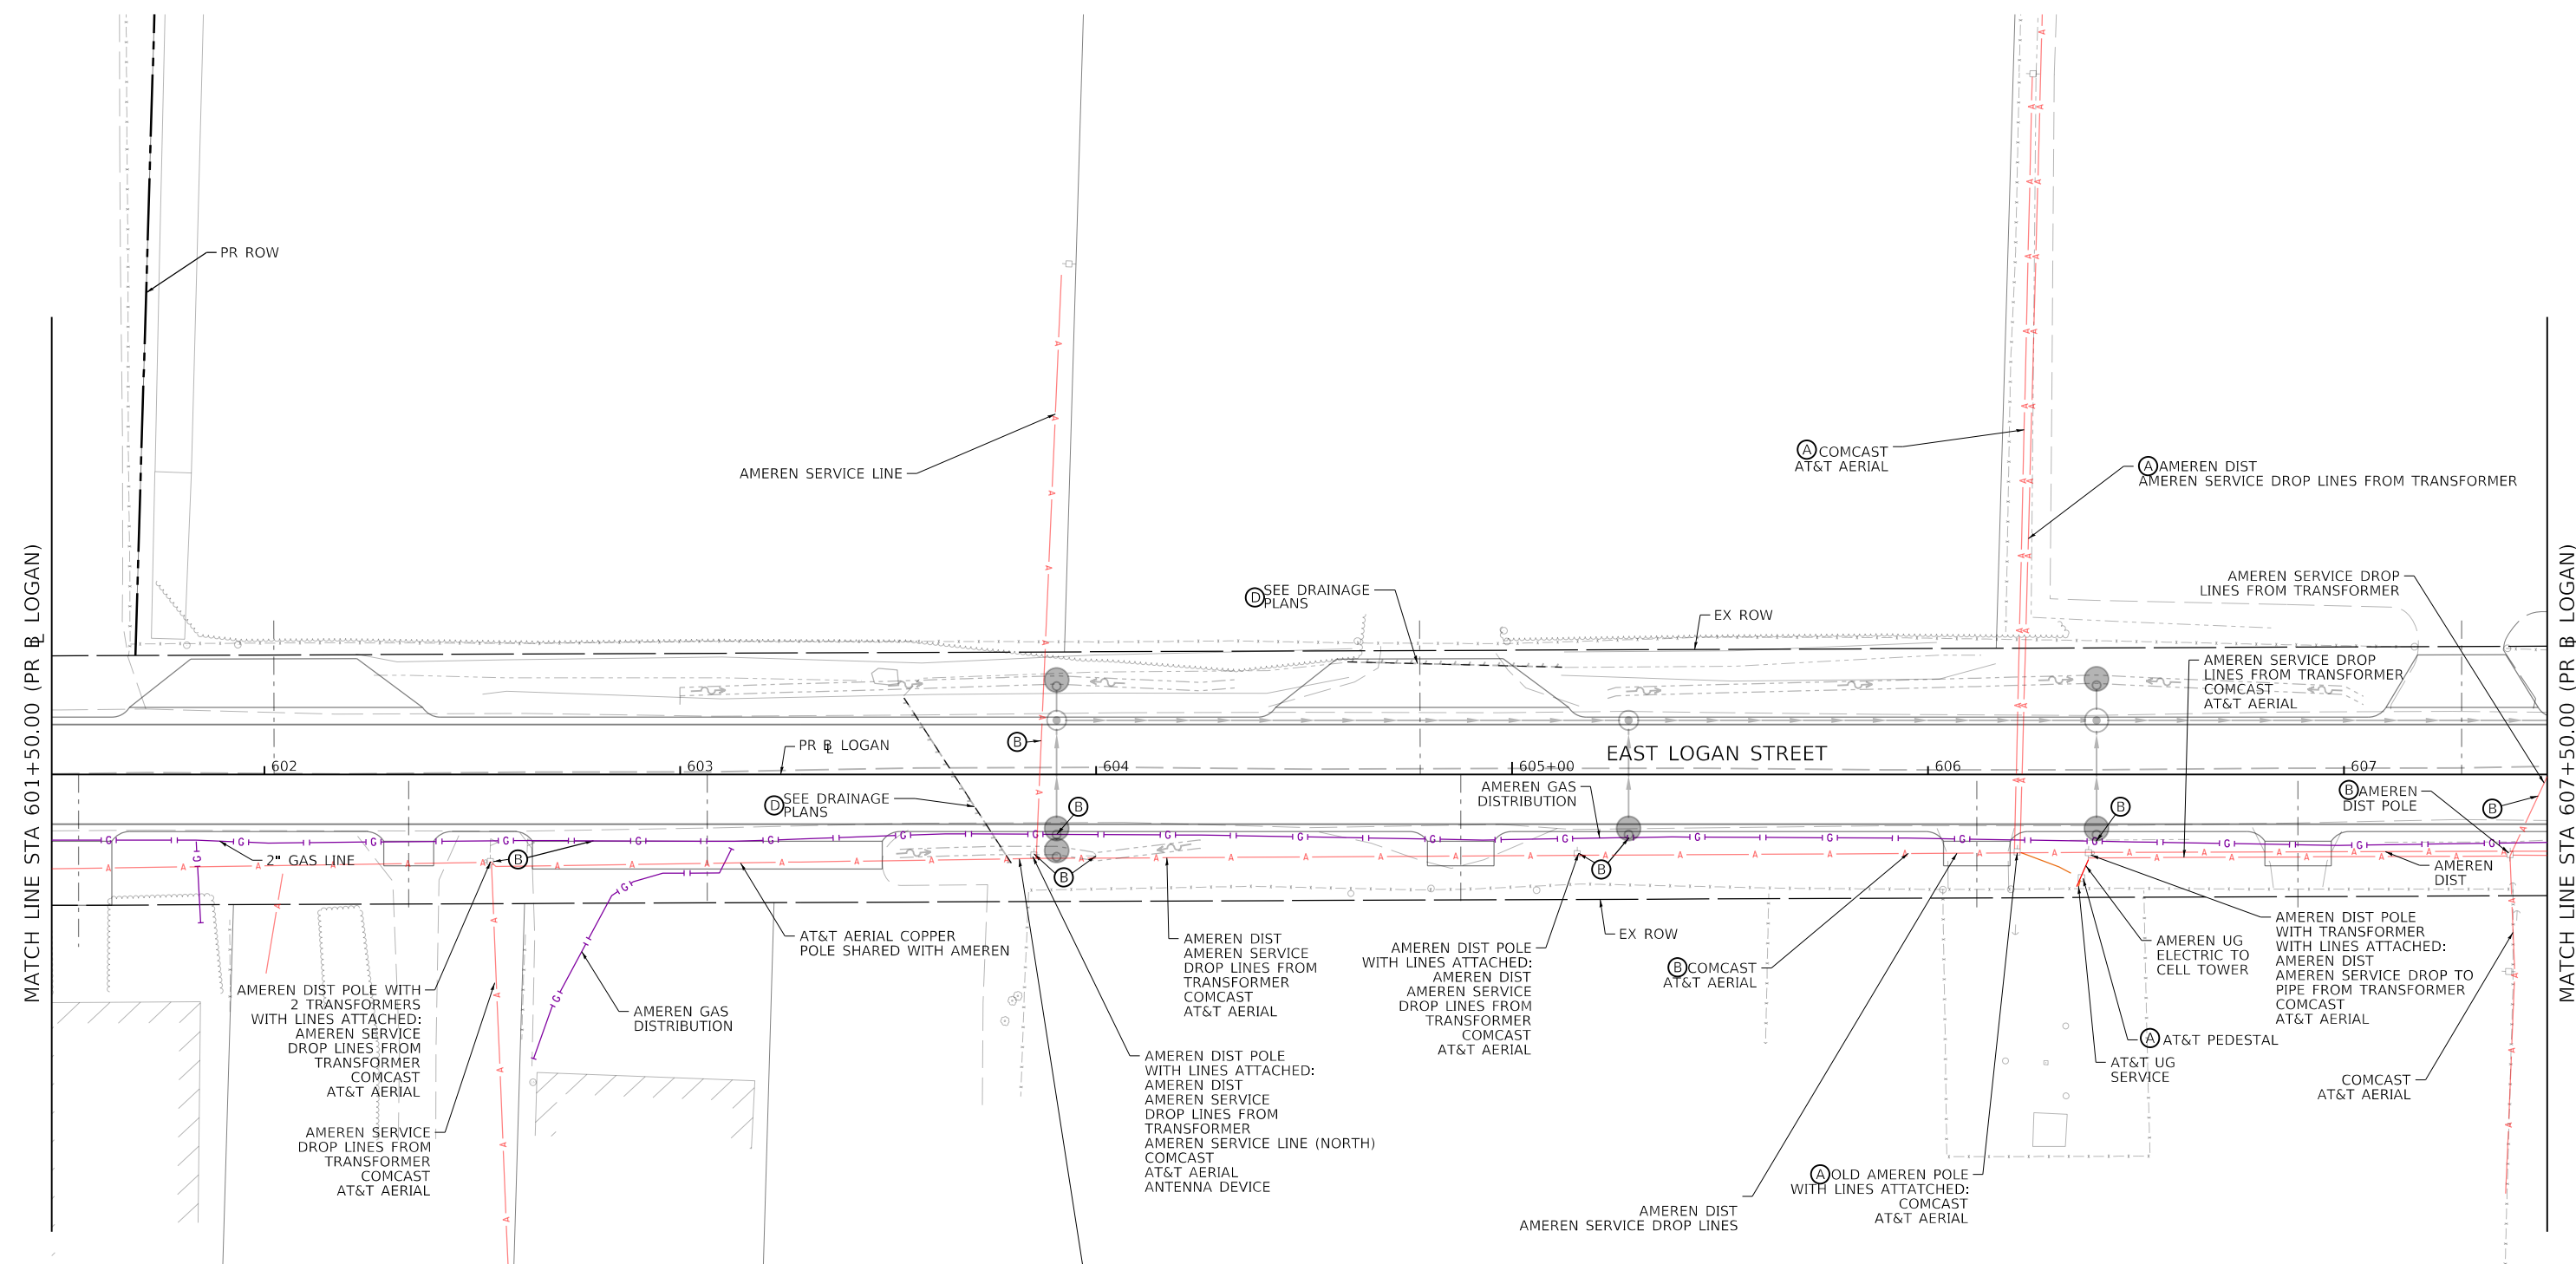 PR ROW
AMEREN SERVICE LINE
Ⓐ COMCAST
AT&T AERIAL
Ⓐ AMEREN DIST
AMEREN SERVICE DROP LINES FROM TRANSFORMER
AMEREN SERVICE DROP
LINES FROM TRANSFORMER
Ⓓ SEE DRAINAGE
PLANS
EX ROW
AMEREN SERVICE DROP
LINES FROM TRANSFORMER
COMCAST
AT&T AERIAL
MATCH LINE STA 601+50.00 (PR ⅊ LOGAN)
MATCH LINE STA 607+50.00 (PR ⅊ LOGAN)
Ⓑ
PR BL LOGAN
EAST LOGAN STREET
602
603
604
605+00
606
607
Ⓓ SEE DRAINAGE
PLANS
Ⓑ
AMEREN GAS
DISTRIBUTION
Ⓑ
Ⓑ AMEREN
DIST POLE
Ⓑ
2" GAS LINE
Ⓑ
Ⓑ
Ⓑ
AMEREN
DIST
AT&T AERIAL COPPER
POLE SHARED WITH AMEREN
AMEREN DIST
AMEREN SERVICE
DROP LINES FROM
TRANSFORMER
COMCAST
AT&T AERIAL
AMEREN DIST POLE
WITH LINES ATTACHED:
AMEREN DIST
AMEREN SERVICE
DROP LINES FROM
TRANSFORMER
COMCAST
AT&T AERIAL
EX ROW
Ⓑ COMCAST
AT&T AERIAL
AMEREN UG
ELECTRIC TO
CELL TOWER
AMEREN DIST POLE
WITH TRANSFORMER
WITH LINES ATTACHED:
AMEREN DIST
AMEREN SERVICE DROP TO
PIPE FROM TRANSFORMER
COMCAST
AT&T AERIAL
AMEREN DIST POLE WITH
2 TRANSFORMERS
WITH LINES ATTACHED:
AMEREN SERVICE
DROP LINES FROM
TRANSFORMER
COMCAST
AT&T AERIAL
AMEREN GAS
DISTRIBUTION
Ⓐ AT&T PEDESTAL
AT&T UG
SERVICE
COMCAST
AT&T AERIAL
AMEREN DIST POLE
WITH LINES ATTACHED:
AMEREN DIST
AMEREN SERVICE
DROP LINES FROM
TRANSFORMER
AMEREN SERVICE LINE (NORTH)
COMCAST
AT&T AERIAL
ANTENNA DEVICE
AMEREN SERVICE
DROP LINES FROM
TRANSFORMER
COMCAST
AT&T AERIAL
Ⓐ OLD AMEREN POLE
WITH LINES ATTATCHED:
COMCAST
AT&T AERIAL
AMEREN DIST
AMEREN SERVICE DROP LINES